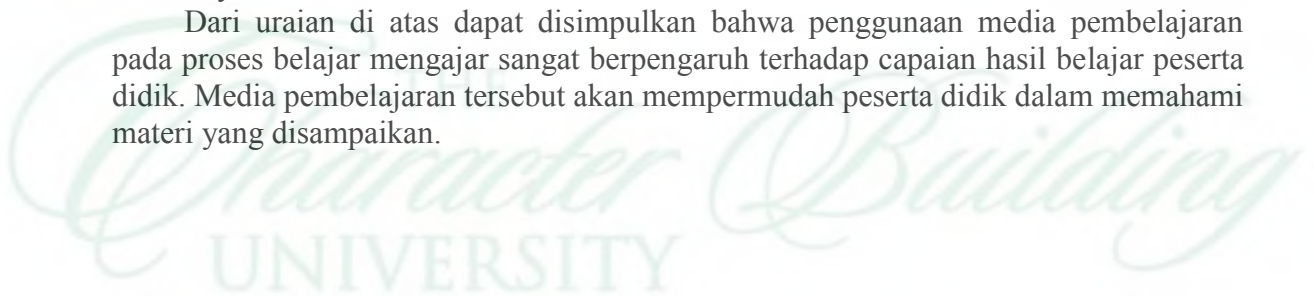 Dari uraian di atas dapat disimpulkan bahwa penggunaan media pembelajaran
pada proses belajar mengajar sangat berpengaruh terhadap capaian hasil belajar peserta
didik. Media pembelajaran tersebut akan mempermudah peserta didik dalam memahami
materi yang disampaikan.
THE
Character Building
UNIVERSITY